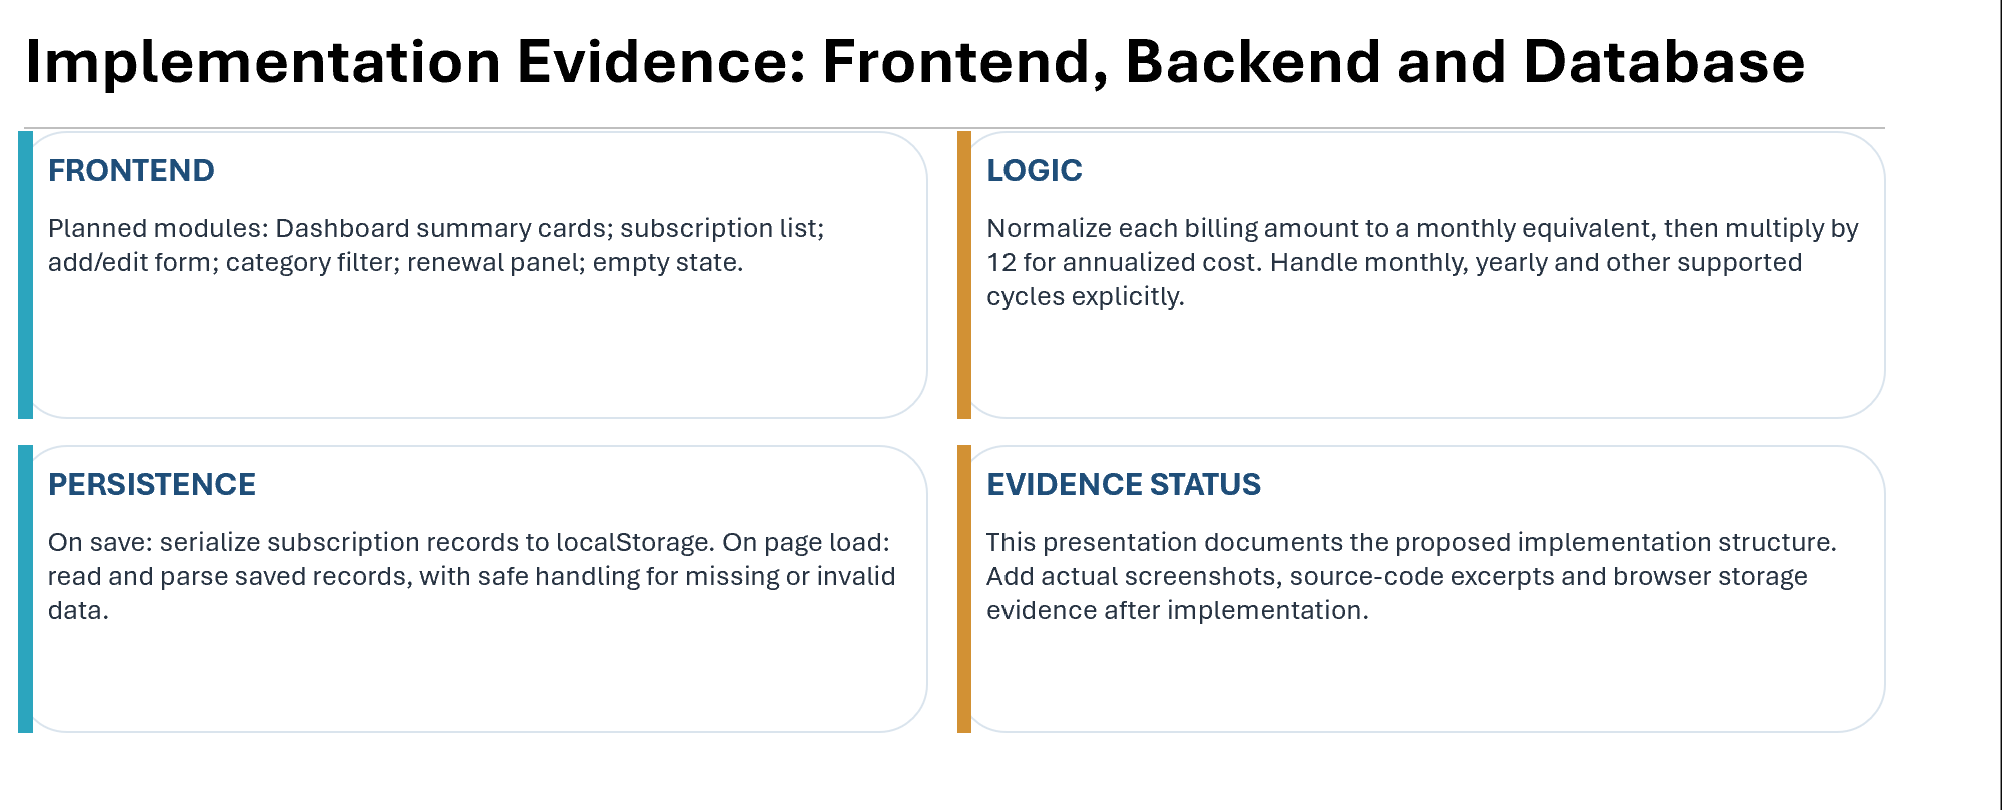 Implementation Evidence: Frontend, Backend and Database
FRONTEND
Planned modules: Dashboard summary cards; subscription list;
add/edit form; category filter; renewal panel; empty state.
LOGIC
Normalize each billing amount to a monthly equivalent, then multiply by
12 for annualized cost. Handle monthly, yearly and other supported
cycles explicitly.
PERSISTENCE
On save: serialize subscription records to localStorage. On page load:
read and parse saved records, with safe handling for missing or invalid
data.
EVIDENCE STATUS
This presentation documents the proposed implementation structure.
Add actual screenshots, source-code excerpts and browser storage
evidence after implementation.